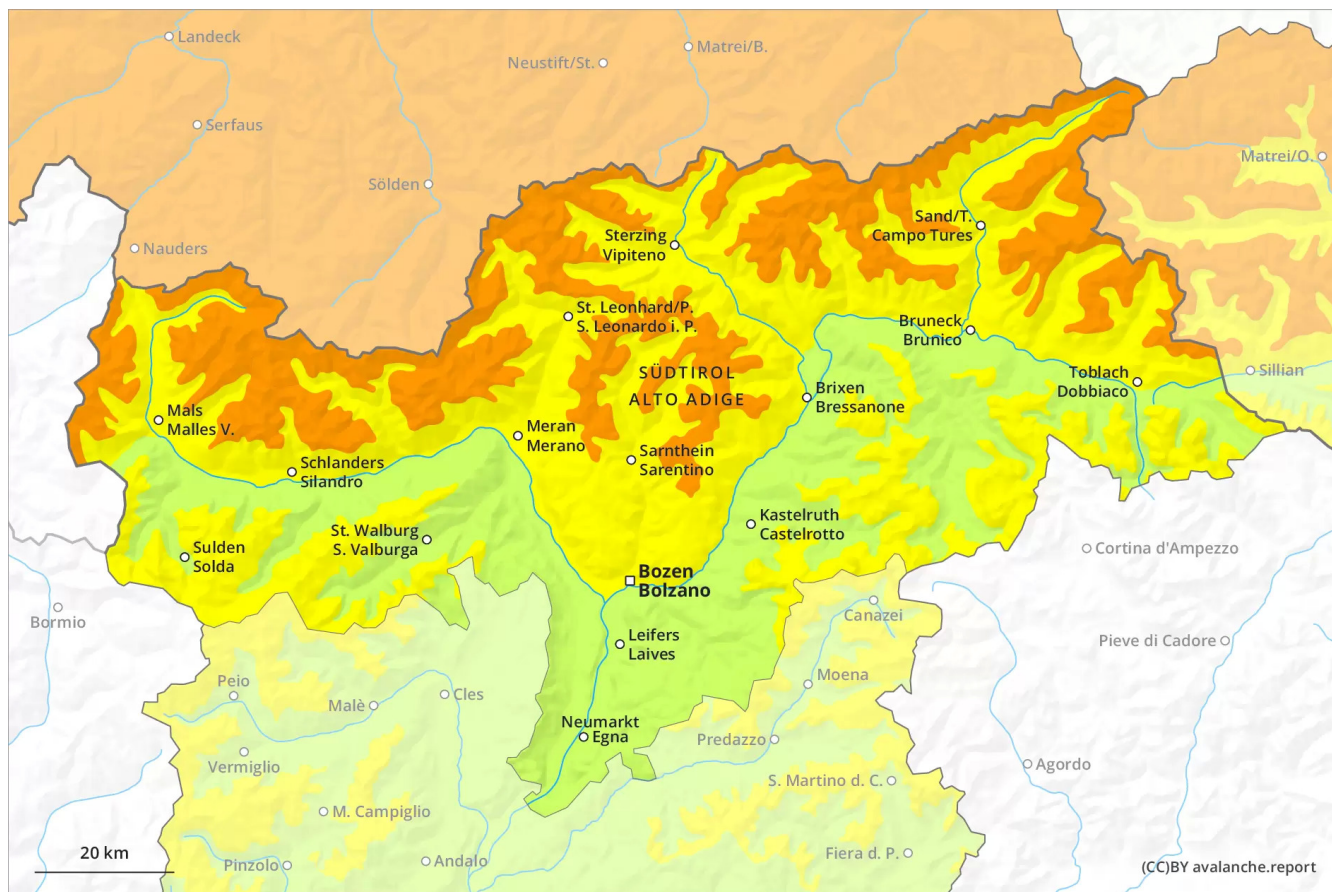 Landeck
Matrei/B.
Neustift/St.
Serfaus
Matrei/O.
Sölden
Sand/T.
Campo Tures
Sterzing
Vipiteno
Nauders
St. Leonhard/P.
S. Leonardo i. P.
Bruneck
Brunico
SÜDTIROL
ALTO ADIGE
Toblach
Dobbiaco
Sillian
Brixen
Bressanone
Mals
Malles V.
Meran
Merano
Schlanders
Silandro
Sarnthein
Sarentino
Kastelruth
Castelrotto
St. Walburg
S. Valburga
Sulden
Solda
Cortina d'Ampezzo
Bozen
Bolzano
Bormio
Canazei
Leifers
Laives
Pieve di Cadore
Peio
Moena
Malè
Cles
Neumarkt
Egna
Predazzo
Vermiglio
Agordo
S. Martino d. C.
M. Campiglio
20 km
Pinzolo
Andalo
Fiera d. P.
(CC)BY avalanche.report